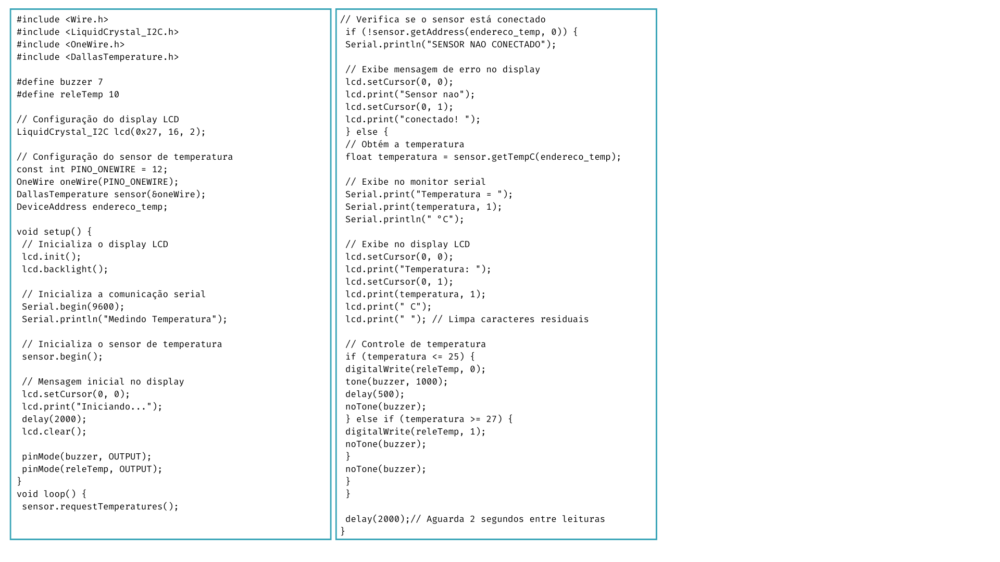 #include <Wire.h>
#include <LiquidCrystal_I2C.h>
#include <OneWire.h>
#include <DallasTemperature.h>

#define buzzer 7
#define releTemp 10

// Configuração do display LCD
LiquidCrystal_I2C lcd(0x27, 16, 2);

// Configuração do sensor de temperatura
const int PINO_ONEWIRE = 12;
OneWire oneWire(PINO_ONEWIRE);
DallasTemperature sensor(&oneWire);
DeviceAddress endereco_temp;

void setup() {
 // Inicializa o display LCD
 lcd.init();
 lcd.backlight();

 // Inicializa a comunicação serial
 Serial.begin(9600);
 Serial.println("Medindo Temperatura");

 // Inicializa o sensor de temperatura
 sensor.begin();

 // Mensagem inicial no display
 lcd.setCursor(0, 0);
 lcd.print("Iniciando...");
 delay(2000);
 lcd.clear();

 pinMode(buzzer, OUTPUT);
 pinMode(releTemp, OUTPUT);
}
void loop() {
 sensor.requestTemperatures();

// Verifica se o sensor está conectado
 if (!sensor.getAddress(endereco_temp, 0)) {
 Serial.println("SENSOR NAO CONECTADO");

 // Exibe mensagem de erro no display
 lcd.setCursor(0, 0);
 lcd.print("Sensor nao");
 lcd.setCursor(0, 1);
 lcd.print("conectado! ");
 } else {
 // Obtém a temperatura
 float temperatura = sensor.getTempC(endereco_temp);

 // Exibe no monitor serial
 Serial.print("Temperatura = ");
 Serial.print(temperatura, 1);
 Serial.println(" °C");

 // Exibe no display LCD
 lcd.setCursor(0, 0);
 lcd.print("Temperatura: ");
 lcd.setCursor(0, 1);
 lcd.print(temperatura, 1);
 lcd.print(" C");
 lcd.print(" "); // Limpa caracteres residuais

 // Controle de temperatura
 if (temperatura <= 25) {
 digitalWrite(releTemp, 0);
 tone(buzzer, 1000);
 delay(500);
 noTone(buzzer);
 } else if (temperatura >= 27) {
 digitalWrite(releTemp, 1);
 noTone(buzzer);
 }
 noTone(buzzer);
 }
 }

 delay(2000);// Aguarda 2 segundos entre leituras
}